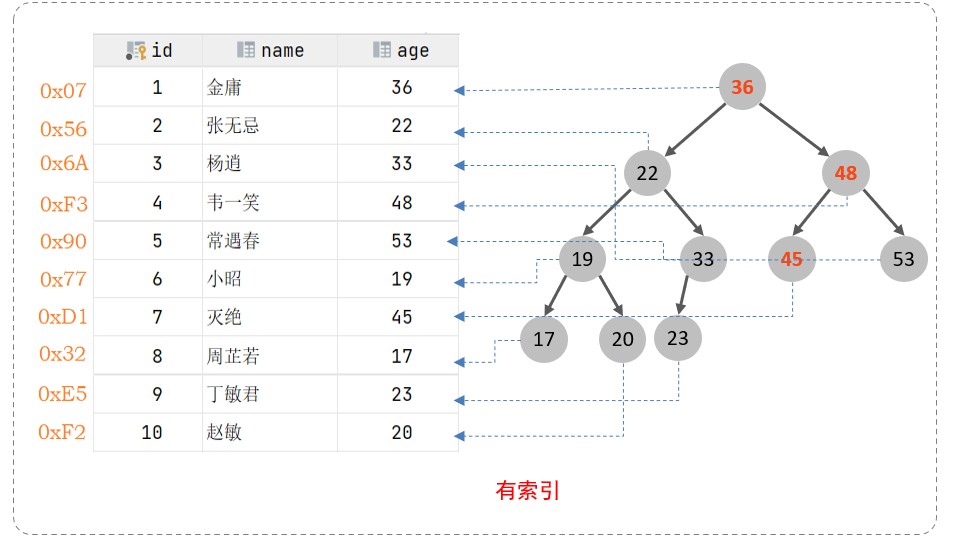 id name age
0x07 1 金庸 36
0x56 2 张无忌 22
0x6A 3 杨逍 33
0xF3 4 韦一笑 48
0x90 5 常遇春 53
0x77 6 小昭 19
0xD1 7 灭绝 45
0x32 8 周芷若 17
0xE5 9 丁敏君 23
0xF2 10 赵敏 20
36
22 48
19 33 45 53
17 20 23
有索引